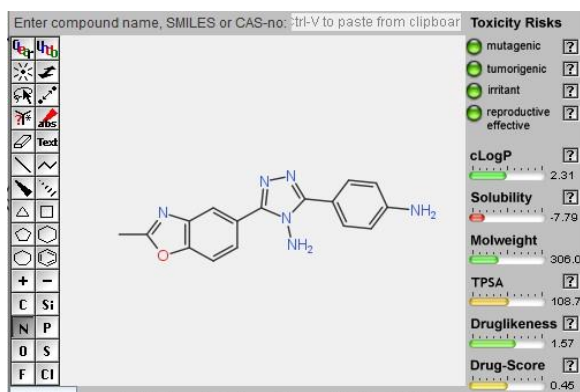 Enter compound name, SMILES or CAS-no: Ctrl-V to paste from clipboar
Toxicity Risks
mutagenic ?
tumorigenic ?
irritant ?
reproductive ?
effective
abs
Text
+ −
C Si
N P
O S
F Cl
N
O
N N
N
NH2
NH2
cLogP ?
2.31
Solubility ?
-7.79
Molweight
306.0
TPSA ?
108.7
Druglikeness ?
1.57
Drug-Score ?
0.45